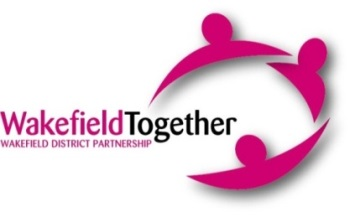 WakefieldTogether
WAKEFIELD DISTRICT PARTNERSHIP